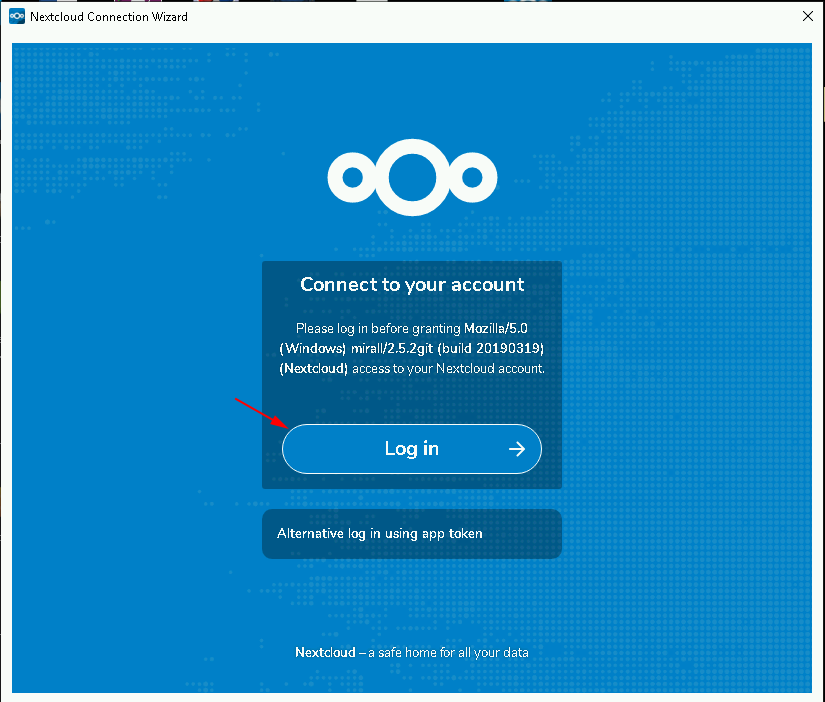 Nextcloud Connection Wizard
Connect to your account
Please log in before granting Mozilla/5.0
(Windows) mirall/2.5.2git (build 20190319)
(Nextcloud) access to your Nextcloud account.
Log in
Alternative log in using app token
Nextcloud – a safe home for all your data